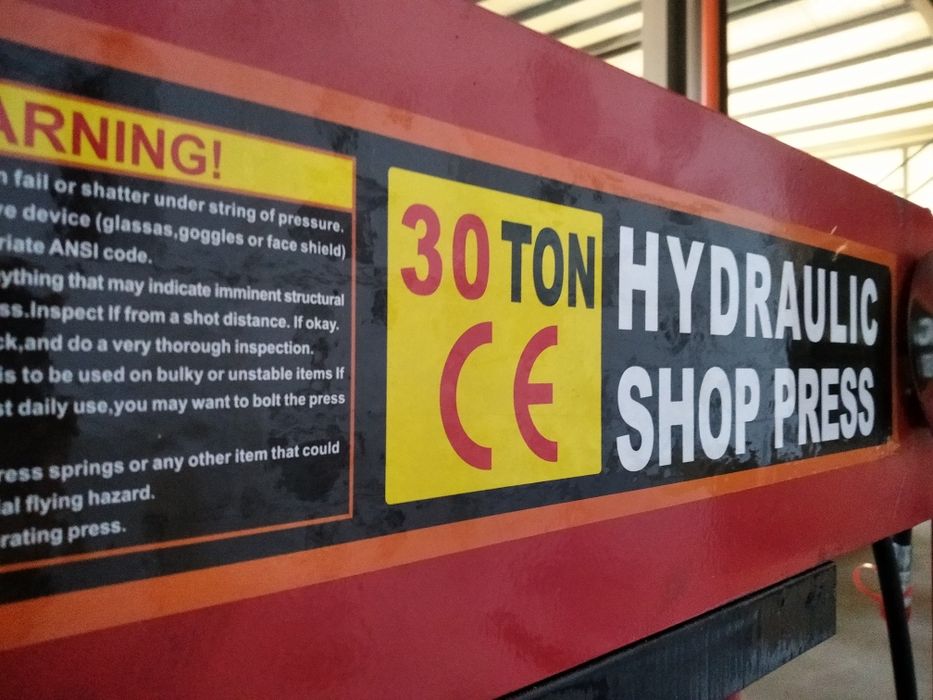 ARNING!
n fail or shatter under string of pressure.
ve device (glassas,goggles or face shield)
riate ANSI code.
ything that may indicate imminent structural
ss.Inspect If from a shot distance. If okay.
ck,and do a very thorough inspection.
is to be used on bulky or unstable items If
st daily use,you may want to bolt the press
ress springs or any other item that could
ial flying hazard.
rating press.
30 TON
CE
HYDRAULIC
SHOP PRESS